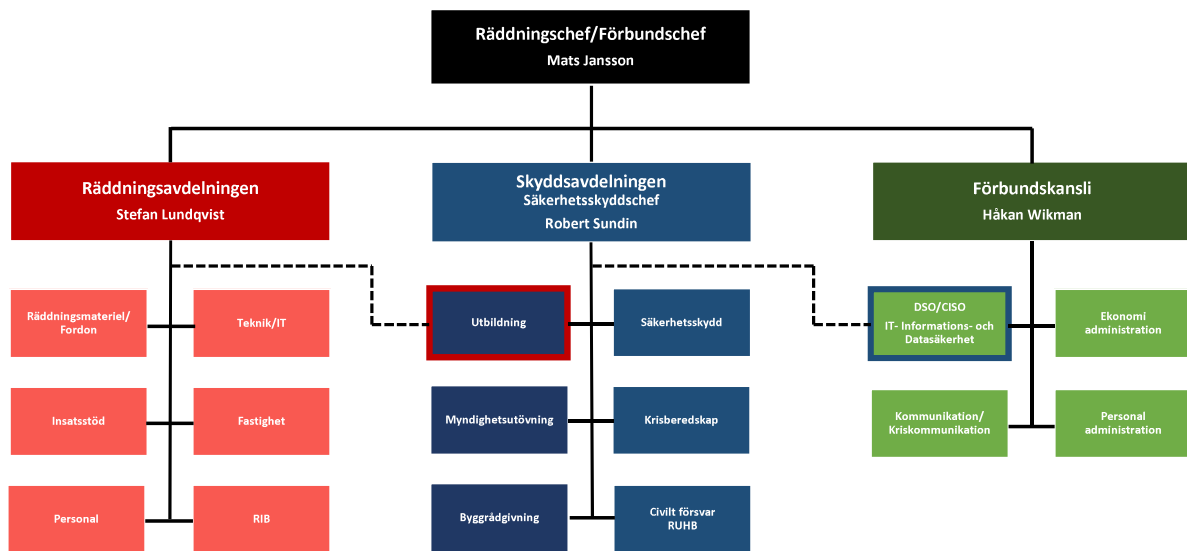 Räddningschef/Förbundschef
Mats Jansson
Räddningsavdelningen
Stefan Lundqvist
Skyddsavdelningen
Säkerhetsskyddschef
Robert Sundin
Förbundskansli
Håkan Wikman
Räddningsmateriel/
Fordon
Teknik/IT
Utbildning
Säkerhetsskydd
DSO/CISO
IT- Informations- och
Datasäkerhet
Ekonomi
administration
Insatsstöd
Fastighet
Myndighetsutövning
Krisberedskap
Kommunikation/
Kriskommunikation
Personal
administration
Personal
RIB
Byggrådgivning
Civilt försvar
RUHB